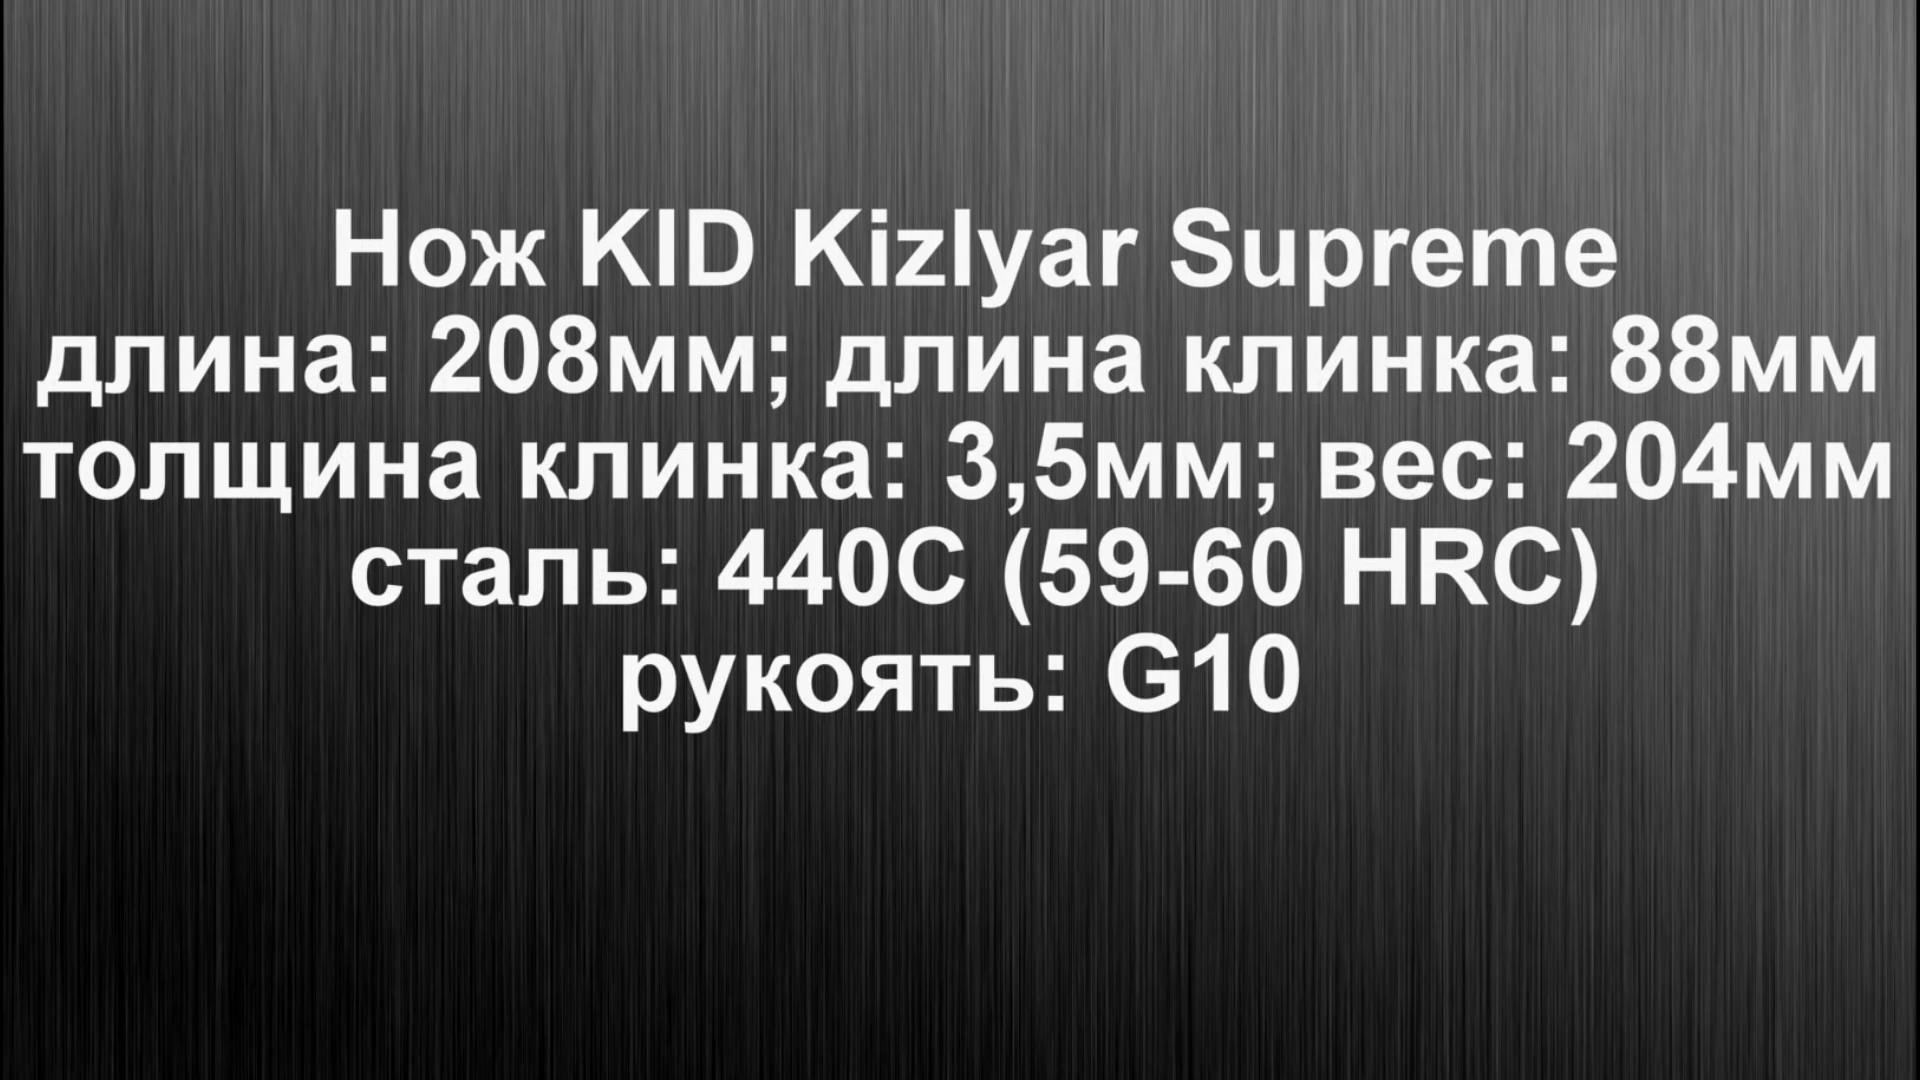 Нож KID Kizlyar Supreme
длина: 208мм; длина клинка: 88мм
толщина клинка: 3,5мм; вес: 204мм
сталь: 440C (59-60 HRC)
рукоять: G10